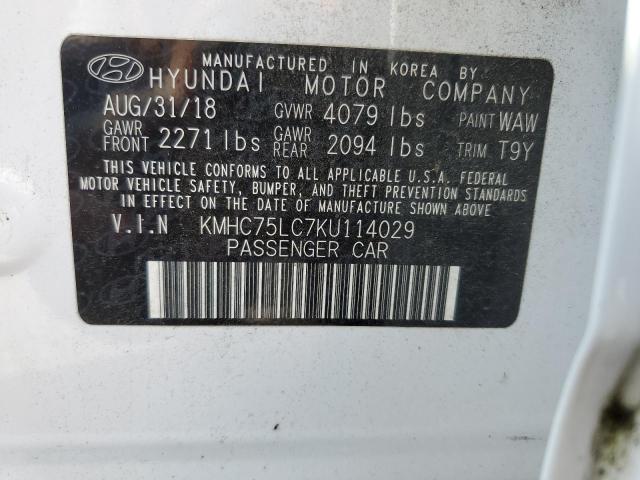 MANUFACTURED IN KOREA BY
HYUNDAI MOTOR COMPANY
AUG/31/18 GVWR 4079 lbs PAINT WAW
GAWR FRONT 2271 lbs GAWR REAR 2094 lbs TRIM T9Y
THIS VEHICLE CONFORMS TO ALL APPLICABLE U.S.A. FEDERAL
MOTOR VEHICLE SAFETY, BUMPER, AND THEFT PREVENTION STANDARDS
IN EFFECT ON THE DATE OF MANUFACTURE SHOWN ABOVE.
V.I.N KMHC75LC7KU114029
PASSENGER CAR